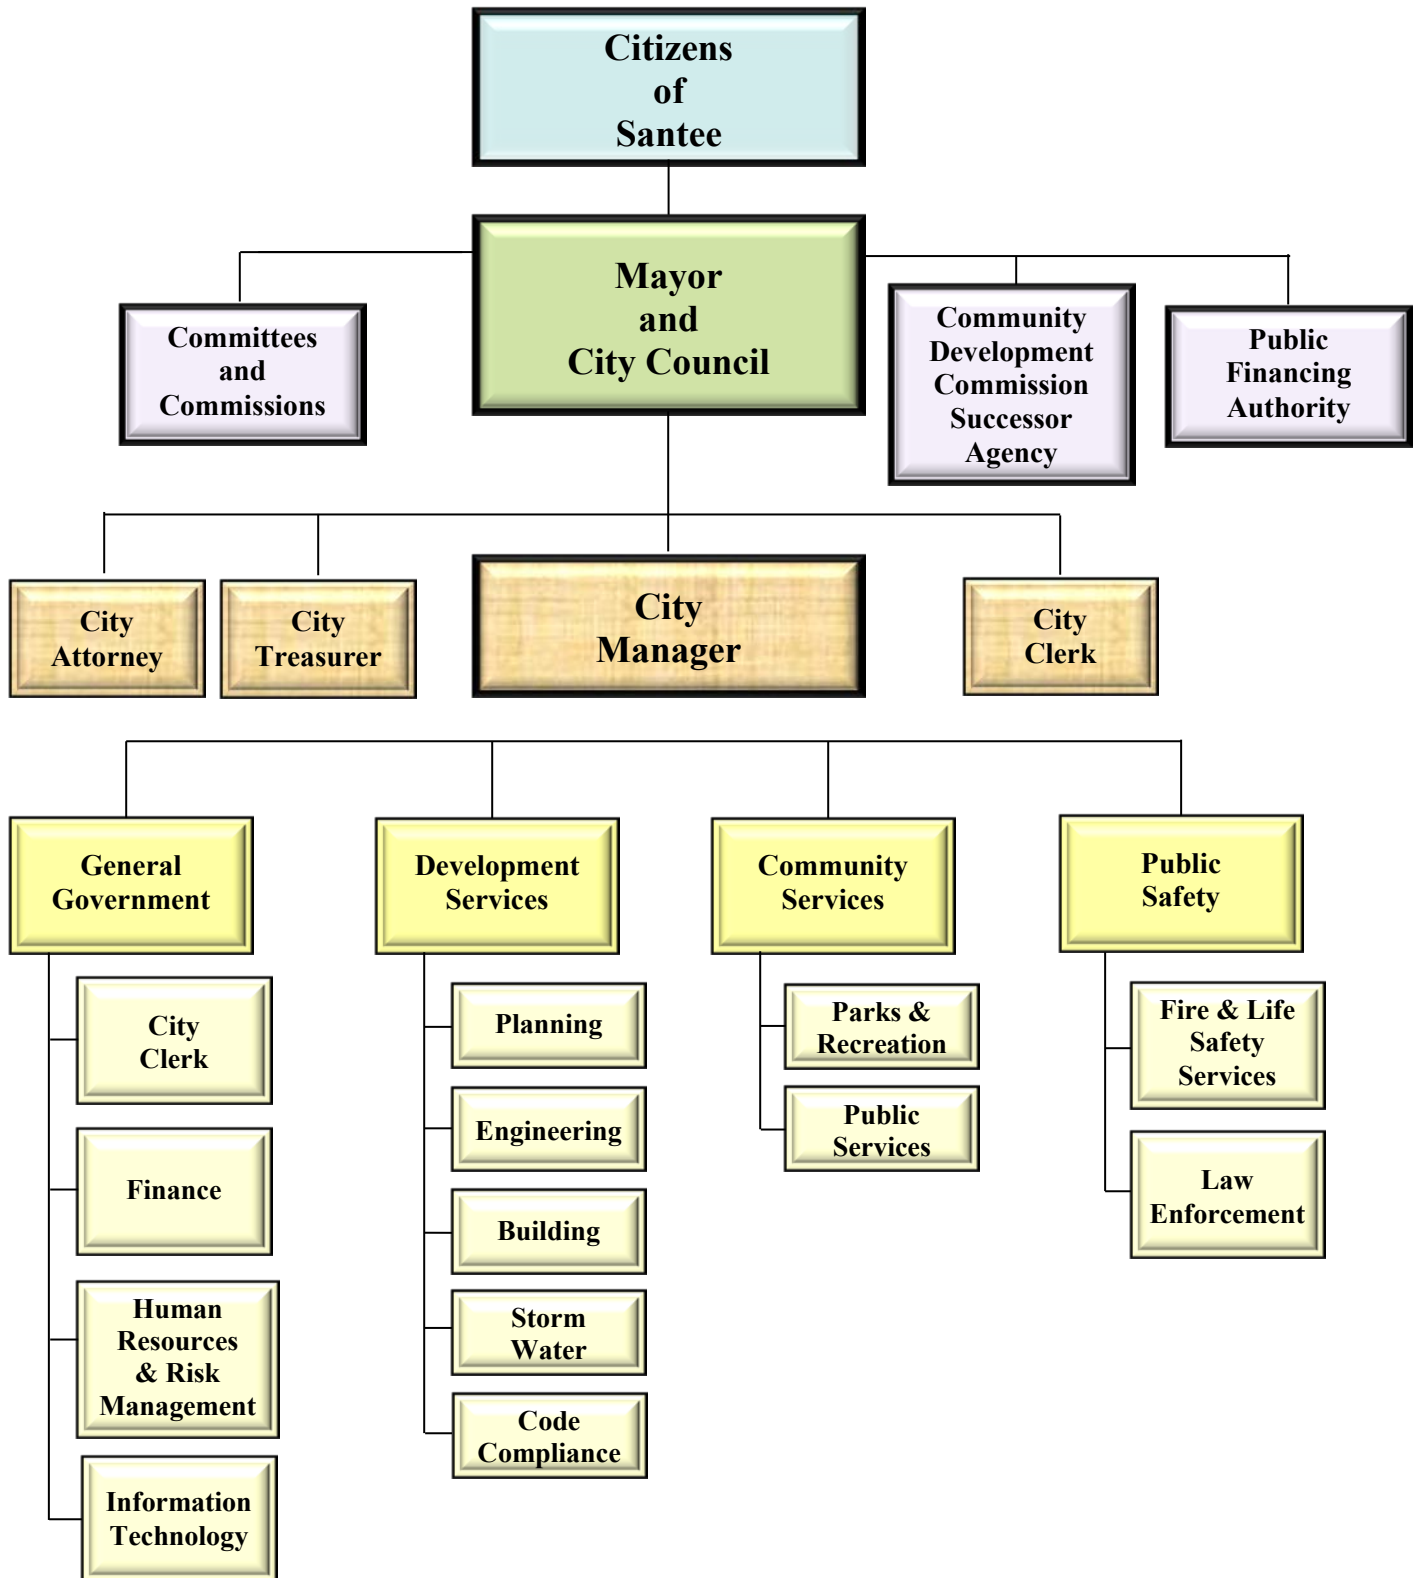 Citizens
of
Santee
Mayor
and
City Council
Committees
and
Commissions
Community
Development
Commission
Successor
Agency
Public
Financing
Authority
City
Attorney
City
Treasurer
City
Manager
City
Clerk
General
Government
Development
Services
Community
Services
Public
Safety
City
Clerk
Finance
Human
Resources
& Risk
Management
Information
Technology
Planning
Engineering
Building
Storm
Water
Code
Compliance
Parks &
Recreation
Public
Services
Fire & Life
Safety
Services
Law
Enforcement